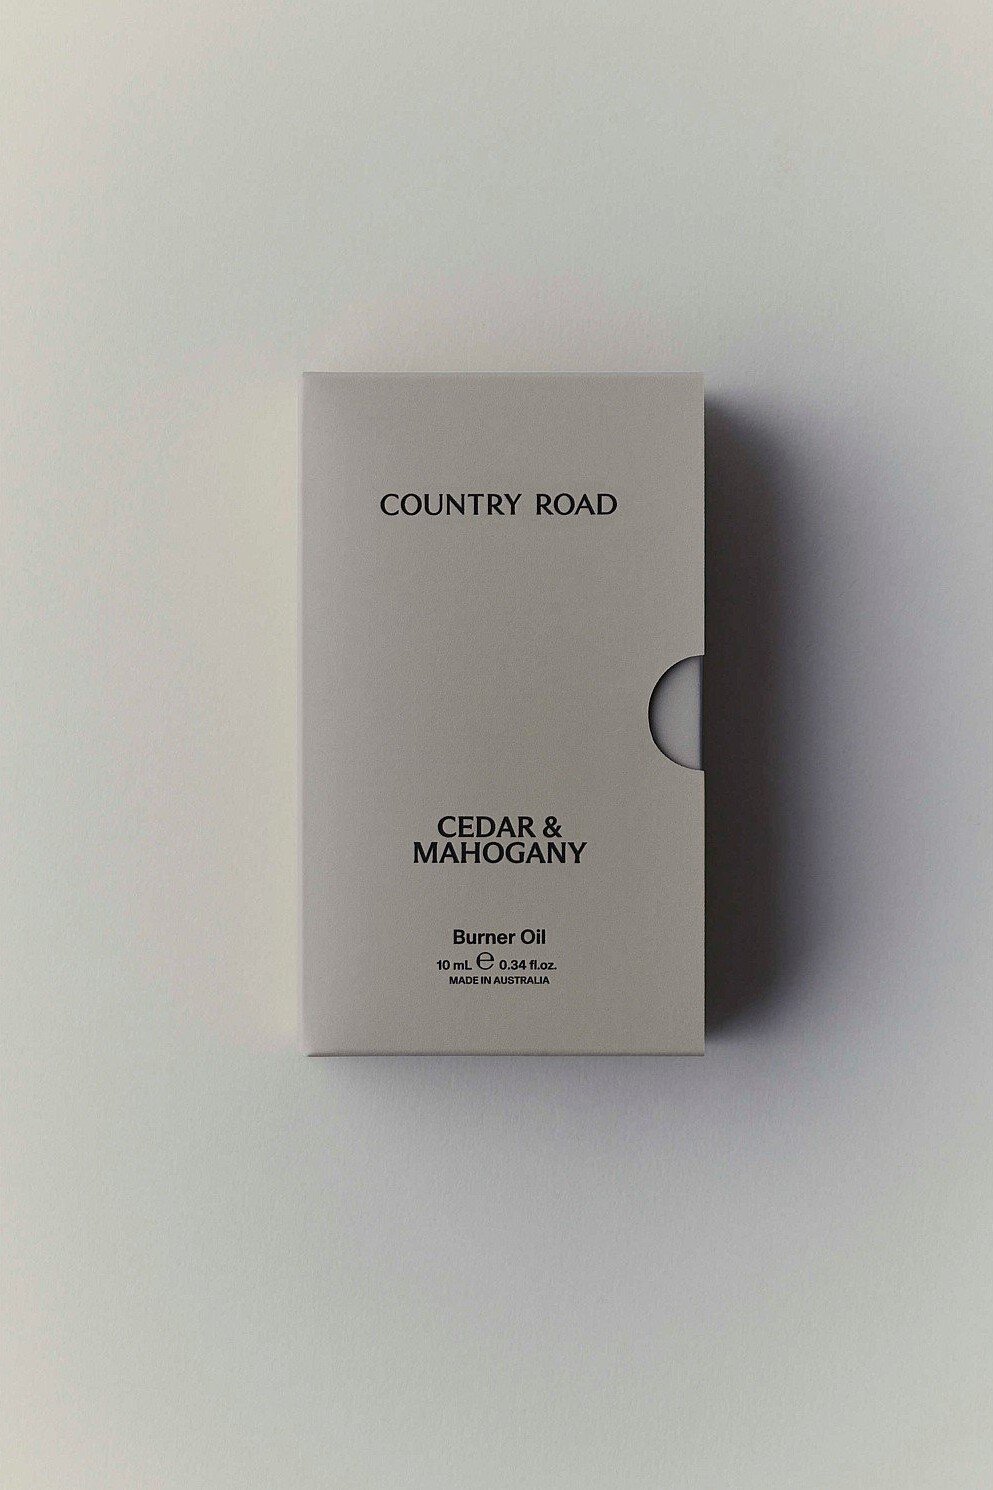 COUNTRY ROAD
CEDAR &
MAHOGANY
Burner Oil
10 mL ℮ 0.34 fl.oz.
MADE IN AUSTRALIA